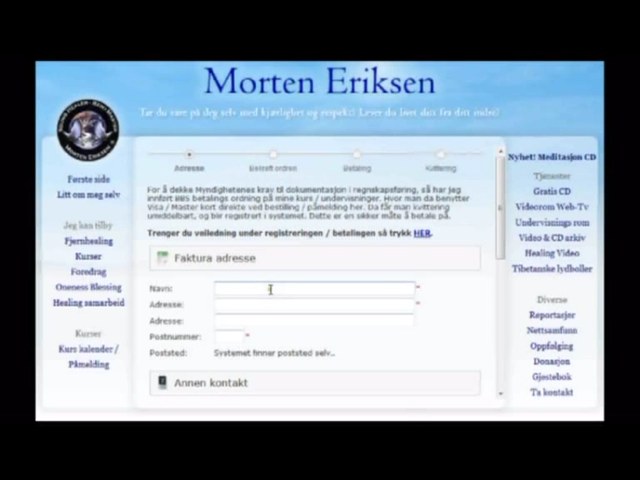 Morten Eriksen
Tør du være på deg selv med kjærlighet og respekt? Lever du livet ditt fra ditt indre?
MORTEN ERIKSEN
Første side
Litt om meg selv
Jeg kan tilby
Fjernhealing
Kurser
Foredrag
Oneness Blessing
Healing samarbeid
Kurser
Kurs kalender /
Påmelding
Adresse
Bekreft ordren
Betaling
Kvittering
For å dekke Myndighetenes krav til dokumentasjon i regnskapsføring, så har jeg
innført betalings ordning på mine kurs / undervisninger. Hvor man da benytter
Visa / Master kort direkte ved bestilling / påmelding her. Da får man kvittering
umiddelbart, og blir registrert i systemet. Dette er en sikker måte å betale på.
Trenger du veiledning under registreringen / betalingen så trykk HER.
Faktura adresse
Navn: *
Adresse: *
Adresse:
Postnummer: *
Poststed: Systemet finner poststed selv..
Annen kontakt
Nyhet! Meditasjon CD
Tjenester
Gratis CD
Videorom Web-Tv
Undervisnings rom
Video & CD arkiv
Healing Video
Tibetanske lydboller
Diverse
Reportasjer
Nettsamfunn
Oppfølging
Donasjon
Gjestebok
Ta kontakt